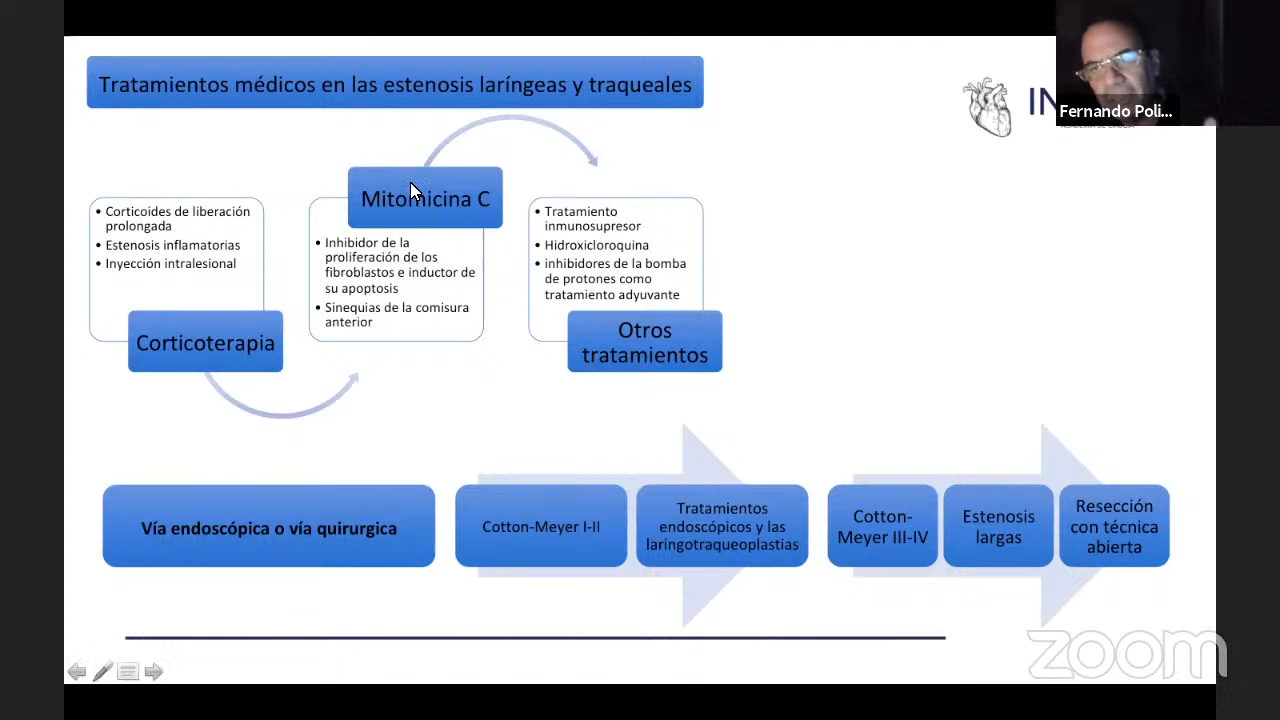 Tratamientos médicos en las estenosis laríngeas y traqueales
Fernando Poli...
Mitomicina C
• Corticoides de liberación
prolongada
• Estenosis inflamatorias
• Inyección intralesional
Corticoterapia
• Inhibidor de la
proliferación de los
fibroblastos e inductor de
su apoptosis
• Sinequias de la comisura
anterior
• Tratamiento
inmunosupresor
• Hidroxicloroquina
• inhibidores de la bomba
de protones como
tratamiento adyuvante
Otros
tratamientos
Vía endoscópica o vía quirurgica
Cotton-Meyer I-II
Tratamientos
endoscópicos y las
laringotraqueoplastias
Cotton-
Meyer III-IV
Estenosis
largas
Resección
con técnica
abierta
zoom